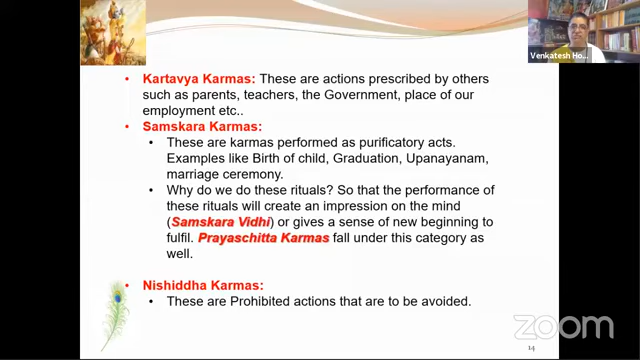 Venkatesh Ho...
• Kartavya Karmas: These are actions prescribed by others
such as parents, teachers, the Government, place of our
employment etc..
• Samskara Karmas:
• These are karmas performed as purificatory acts.
Examples like Birth of child, Graduation, Upanayanam,
marriage ceremony.
• Why do we do these rituals? So that the performance of
these rituals will create an impression on the mind
(Samskara Vidhi) or gives a sense of new beginning to
fulfil. Prayaschitta Karmas fall under this category as
well.
• Nishiddha Karmas:
• These are Prohibited actions that are to be avoided.
zoom
14